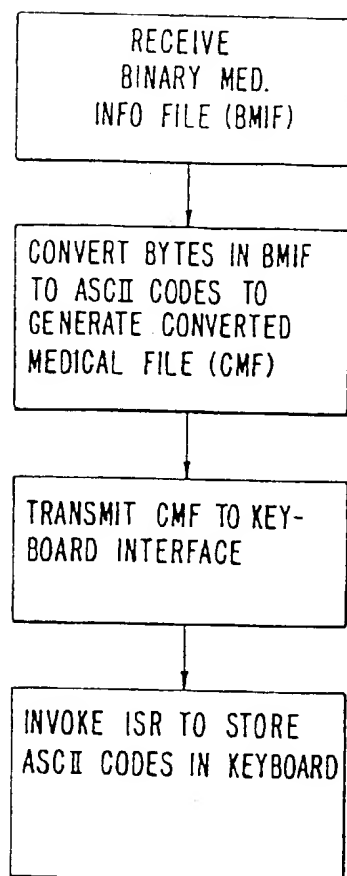 RECEIVE
BINARY MED.
INFO FILE (BMIF)
CONVERT BYTES IN BMIF
TO ASCII CODES TO
GENERATE CONVERTED
MEDICAL FILE (CMF)
TRANSMIT CMF TO KEY-
BOARD INTERFACE
INVOKE ISR TO STORE
ASCII CODES IN KEYBOARD